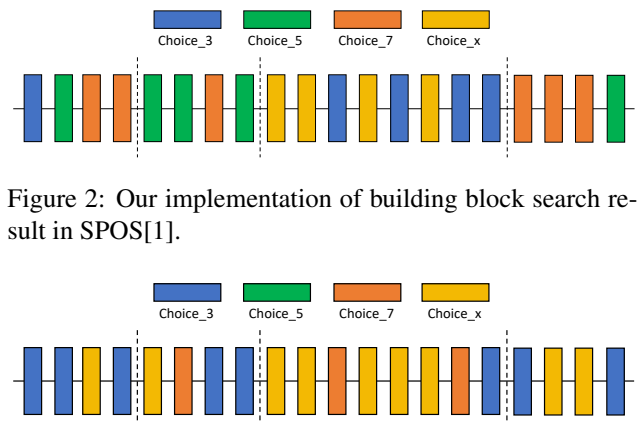 Choice_3 Choice_5 Choice_7 Choice_x
Figure 2: Our implementation of building block search re-
sult in SPOS[1].
Choice_3 Choice_5 Choice_7 Choice_x